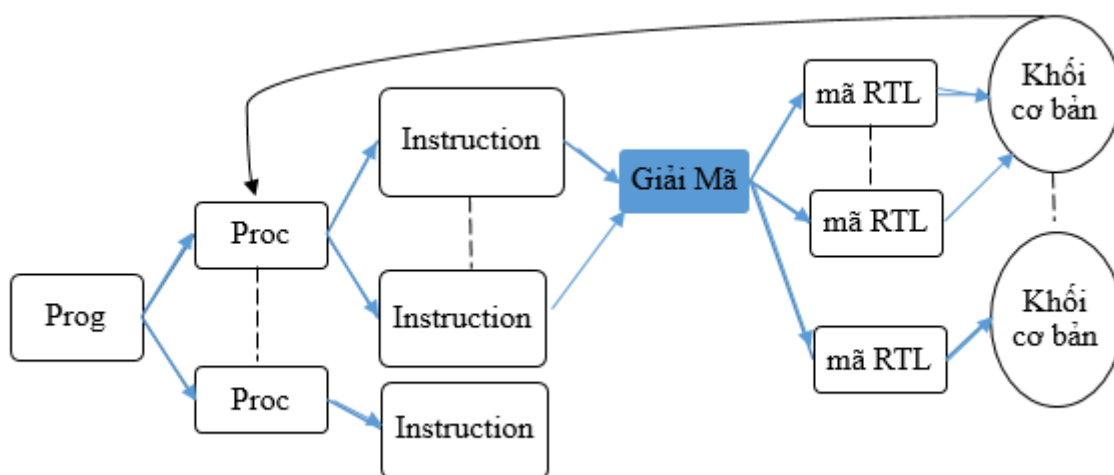 Prog
Proc
Proc
Instruction
Instruction
Instruction
Giải Mã
mã RTL
mã RTL
mã RTL
Khối
cơ bản
Khối
cơ bản